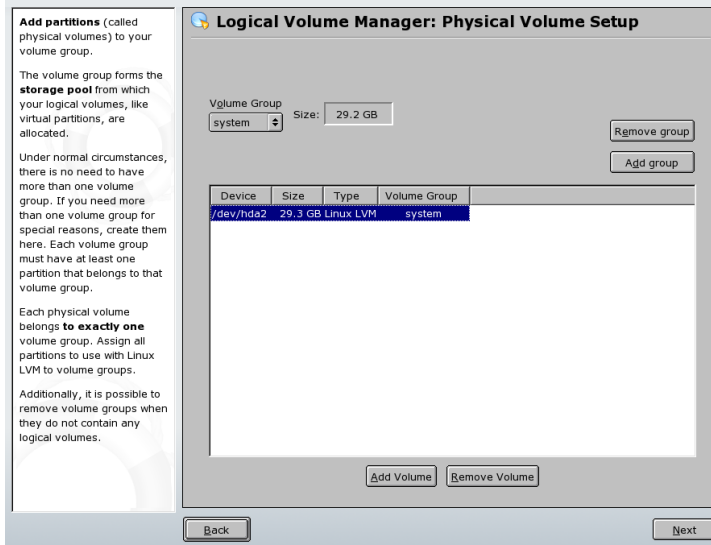 Add partitions (called
physical volumes) to your
volume group.
The volume group forms the
storage pool from which
your logical volumes, like
virtual partitions, are
allocated.
Under normal circumstances,
there is no need to have
more than one volume
group. If you need more
than one volume group for
special reasons, create them
here. Each volume group
must have at least one
partition that belongs to that
volume group.
Each physical volume
belongs to exactly one
volume group. Assign all
partitions to use with Linux
LVM to volume groups.
Additionally, it is possible to
remove volume groups when
they do not contain any
logical volumes.
Logical Volume Manager: Physical Volume Setup
Volume Group
system
Size: 29.2 GB
Remove group
Add group
Device Size Type Volume Group
/dev/hda2 29.3 GB Linux LVM system
Add Volume Remove Volume
Back Next